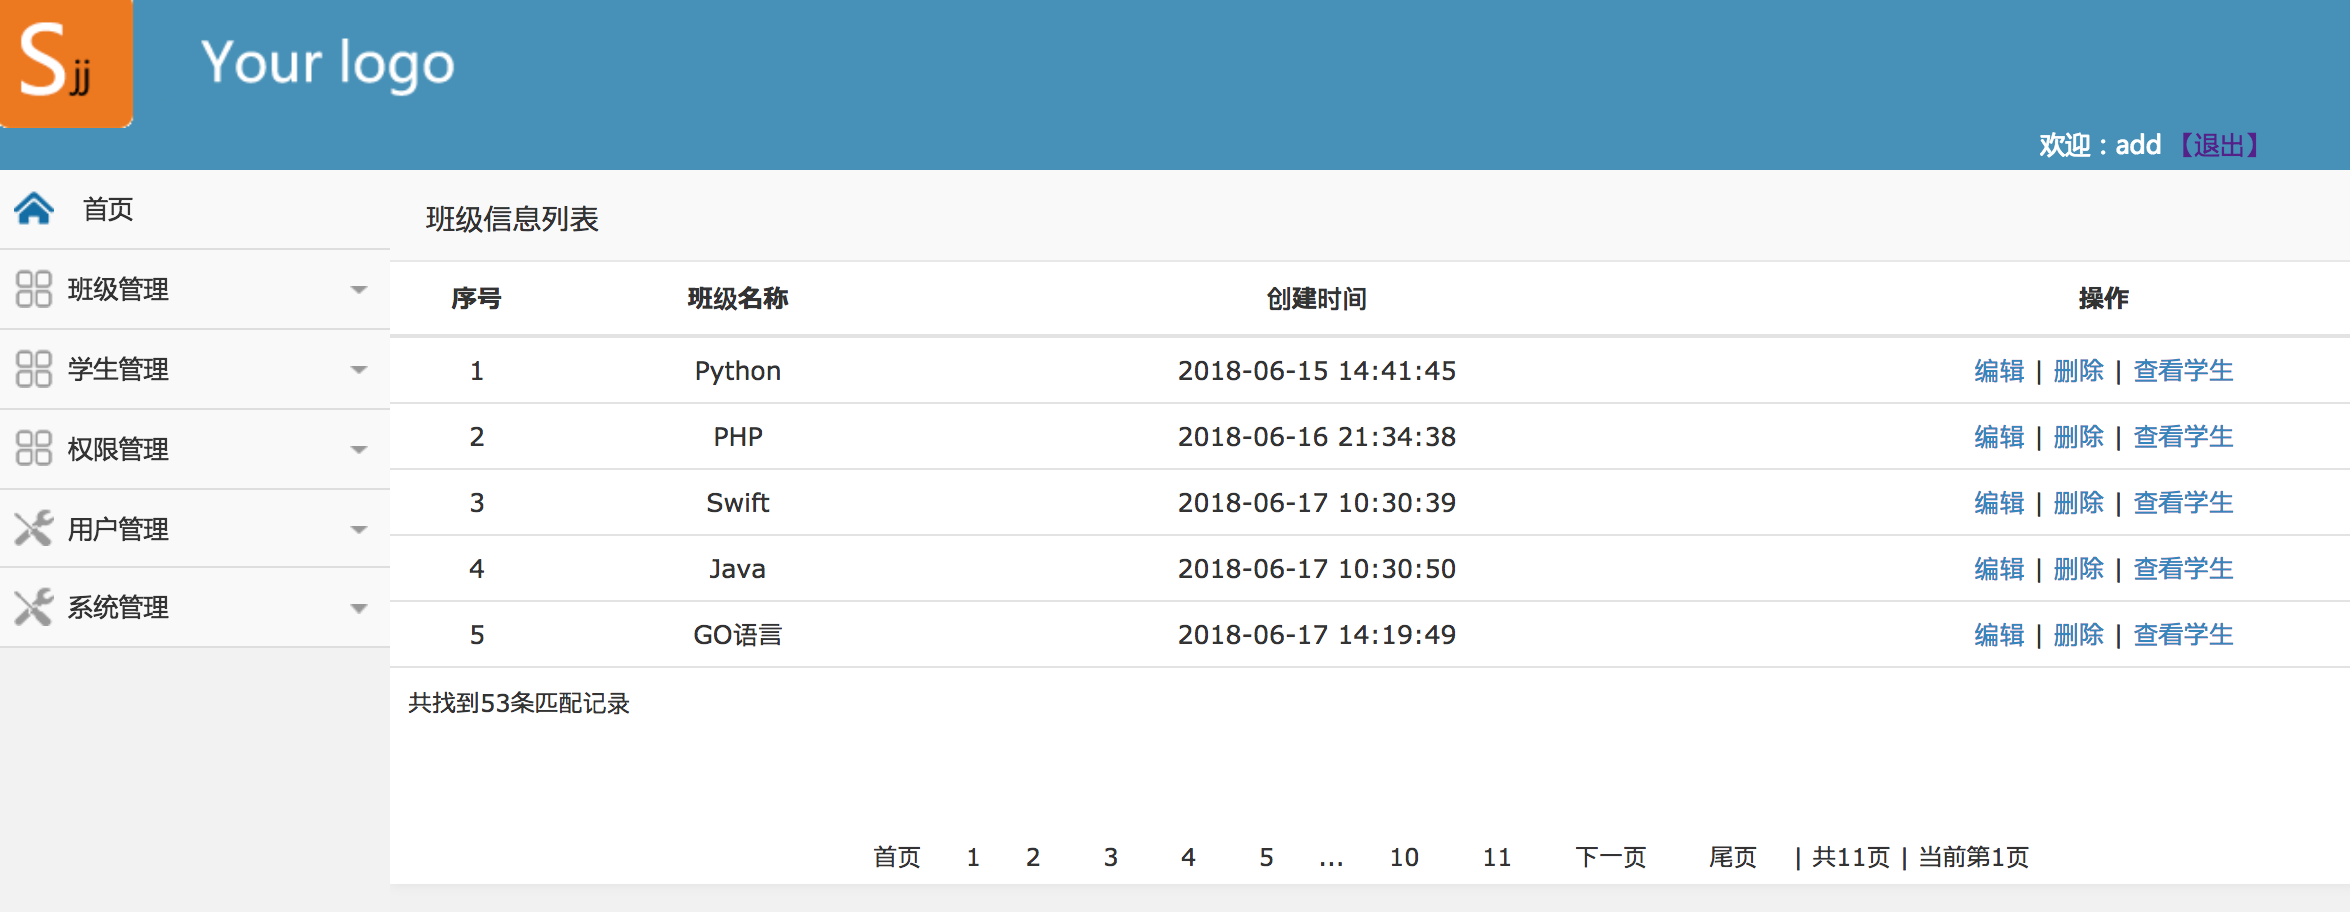 Sjj Your logo
欢迎：add 【退出】
首页
班级管理
学生管理
权限管理
用户管理
系统管理
班级信息列表
序号 班级名称 创建时间 操作
1 Python 2018-06-15 14:41:45 编辑 | 删除 | 查看学生
2 PHP 2018-06-16 21:34:38 编辑 | 删除 | 查看学生
3 Swift 2018-06-17 10:30:39 编辑 | 删除 | 查看学生
4 Java 2018-06-17 10:30:50 编辑 | 删除 | 查看学生
5 GO语言 2018-06-17 14:19:49 编辑 | 删除 | 查看学生
共找到53条匹配记录
首页 1 2 3 4 5 ... 10 11 下一页 尾页 | 共11页 | 当前第1页